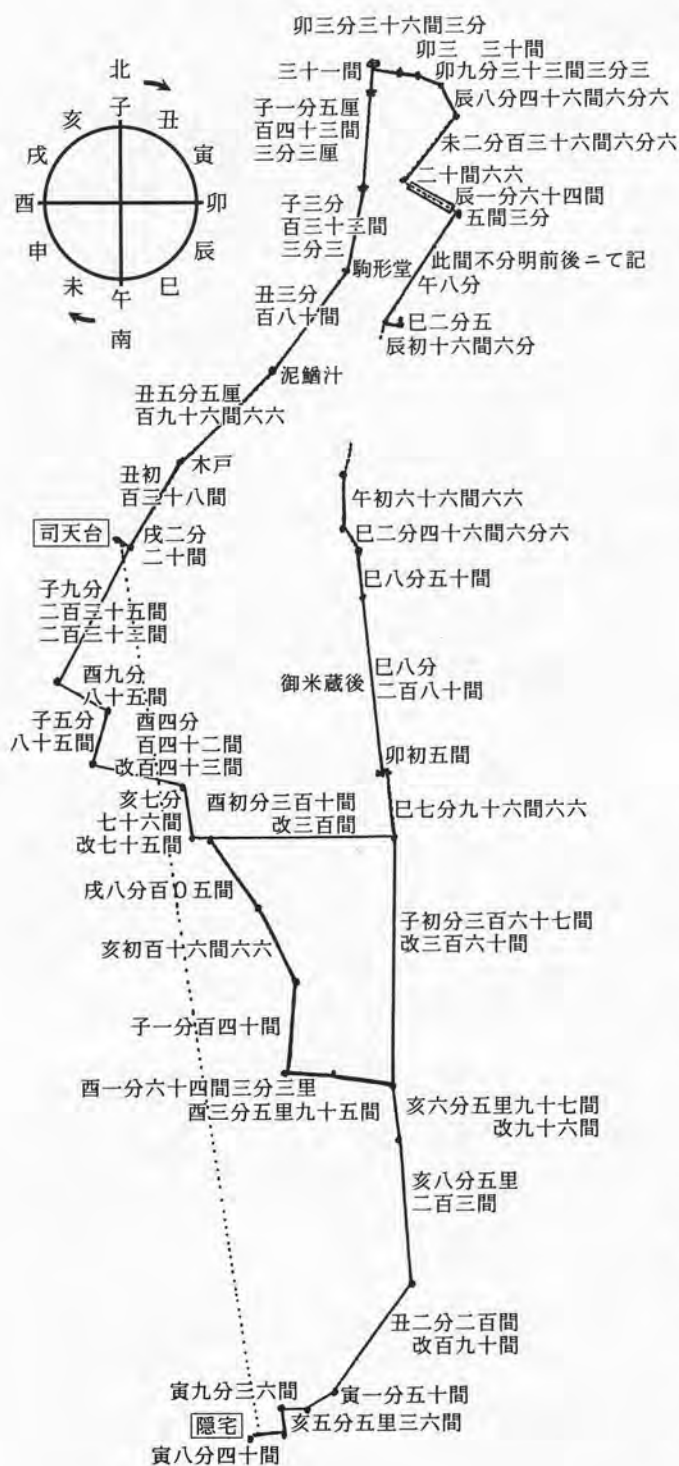 北
子
丑
寅
卯
辰
巳
午
南
未
申
酉
戌
亥
卯三分三十六間三分
卯三 三十間
三十一間
卯九分三十三間三分三
辰八分四十六間六分六
子一分五厘
百四十三間
三分三厘
未二分百三十六間六分六
二十間六六
辰一分六十四間
五間三分
子三分
百三十三間
三分三
駒形堂
此間不分明前後ニて記
午八分
丑三分
百八十間
巳二分五
辰初十六間六分
泥鰌汁
丑五分五厘
百九十六間六六
木戸
丑初
百三十八間
司天台
戌二分
二十間
午初六十六間六六
巳二分四十六間六分六
巳八分五十間
子九分
二百三十五間
二百三十三間
御米蔵後
巳八分
二百八十間
酉九分
八十五間
子五分
八十五間
酉四分
百四十二間
改百四十三間
卯初五間
亥七分
七十六間
改七十五間
酉初分三百十間
改三百間
巳七分九十六間六六
戌八分百〇五間
子初分三百六十七間
改三百六十間
亥初百十六間六六
子一分百四十間
酉一分六十四間三分三里
酉三分五里九十五間
亥六分五里九十七間
改九十六間
亥八分五里
二百三間
丑二分二百間
改百九十間
寅九分三六間
寅一分五十間
隠宅
亥五分五里三六間
寅八分四十間